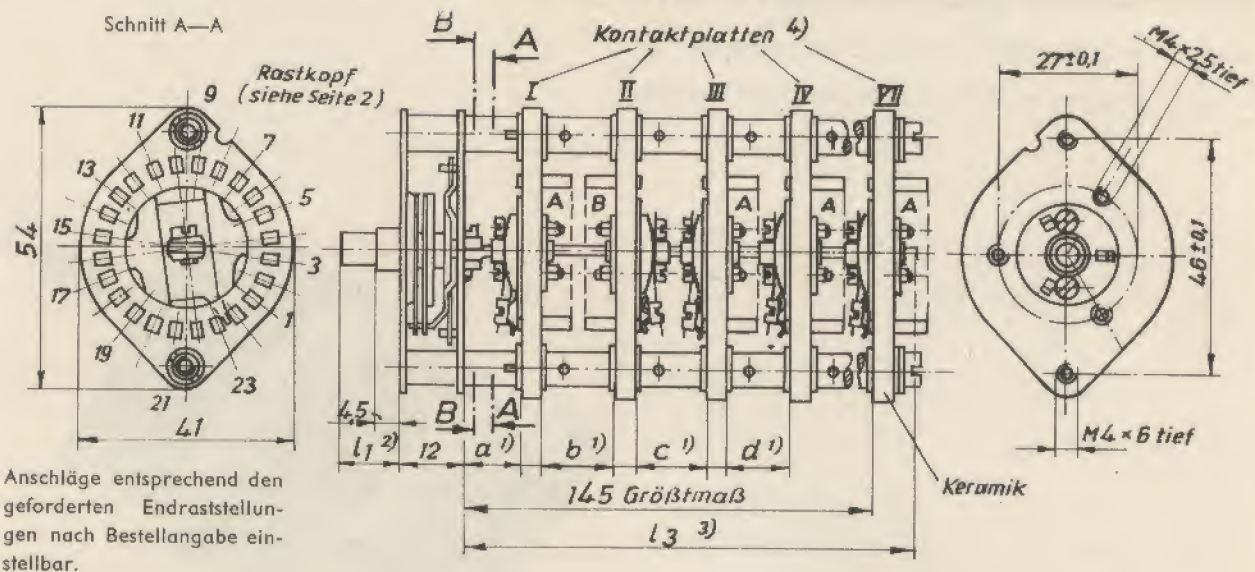 Schnitt A—A
Rastkopf
(siehe Seite 2)
9
11
7
13
5
15
3
17
1
19
23
21
54
41
B
A
Kontaktplatten 4)
I
II
III
IV
VII
A
B
A
A
A
B
A
4,5
l1 2)
12
a 1)
b 1)
c 1)
d 1)
145 Größtmaß
l3 3)
Keramik
27±0,1
M4×2,5 tief
46±0,1
M4×6 tief
Anschläge entsprechend den
geforderten Endraststellun-
gen nach Bestellangabe ein-
stellbar.